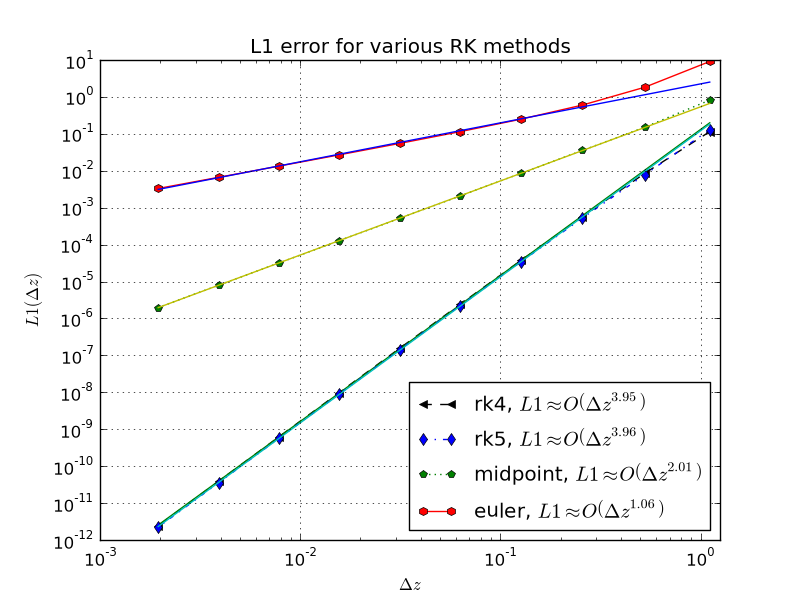 L1 error for various RK methods
10^1
10^0
10^-1
10^-2
10^-3
10^-4
10^-5
10^-6
10^-7
10^-8
10^-9
10^-10
10^-11
10^-12
L1(Δz)
rk4, L1≈O(Δz^3.95)
rk5, L1≈O(Δz^3.96)
midpoint, L1≈O(Δz^2.01)
euler, L1≈O(Δz^1.06)
10^-3 10^-2 10^-1 10^0
Δz